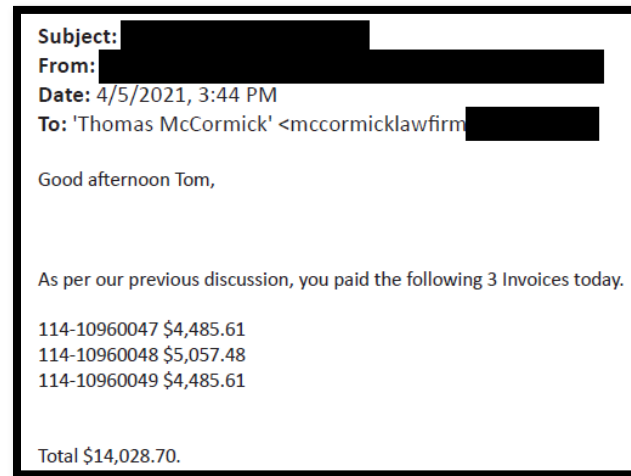 Subject:
From:
Date: 4/5/2021, 3:44 PM
To: 'Thomas McCormick' <mccormicklawfirm
Good afternoon Tom,
As per our previous discussion, you paid the following 3 Invoices today.
114-10960047 $4,485.61
114-10960048 $5,057.48
114-10960049 $4,485.61
Total $14,028.70.